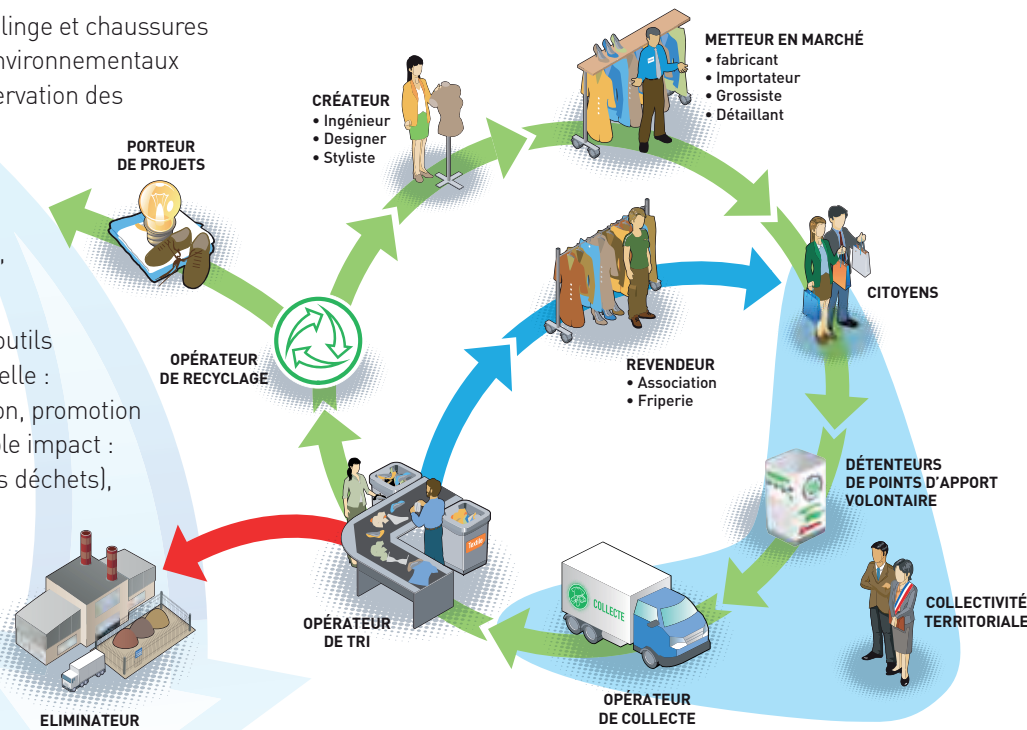 linge et chaussures
nvironnementaux
ervation des
,
outils
elle :
on, promotion
ole impact :
s déchets),
PORTEUR
DE PROJETS
CRÉATEUR
• Ingénieur
• Designer
• Styliste
METTEUR EN MARCHÉ
• fabricant
• Importateur
• Grossiste
• Détaillant
CITOYENS
REVENDEUR
• Association
• Friperie
OPÉRATEUR
DE RECYCLAGE
DÉTENTEURS
DE POINTS D'APPORT
VOLONTAIRE
COLLECTIVITÉ
TERRITORIALE
COLLECTE
OPÉRATEUR
DE COLLECTE
Textile
OPÉRATEUR
DE TRI
ELIMINATEUR